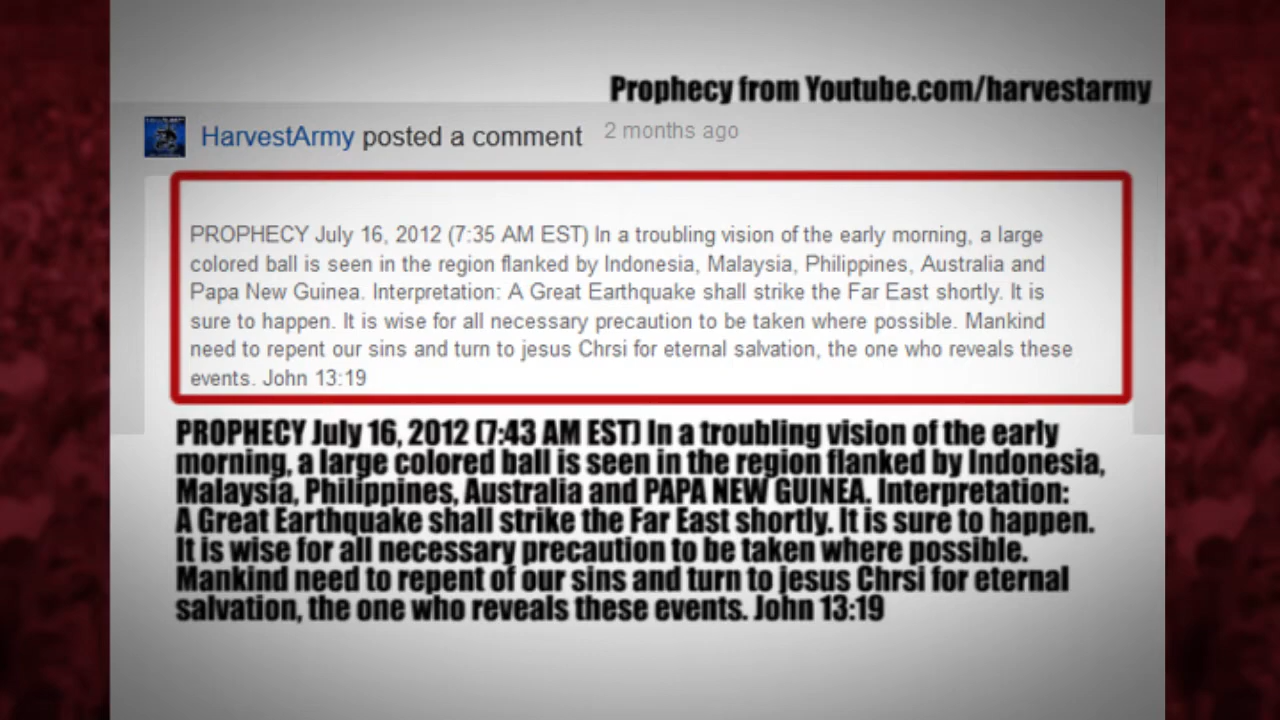 Prophecy from Youtube.com/harvestarmy
HarvestArmy posted a comment 2 months ago
PROPHECY July 16, 2012 (7:35 AM EST) In a troubling vision of the early morning, a large
colored ball is seen in the region flanked by Indonesia, Malaysia, Philippines, Australia and
Papa New Guinea. Interpretation: A Great Earthquake shall strike the Far East shortly. It is
sure to happen. It is wise for all necessary precaution to be taken where possible. Mankind
need to repent our sins and turn to jesus Chrsi for eternal salvation, the one who reveals these
events. John 13:19
PROPHECY July 16, 2012 (7:43 AM EST) In a troubling vision of the early
morning, a large colored ball is seen in the region flanked by Indonesia,
Malaysia, Philippines, Australia and PAPA NEW GUINEA. Interpretation:
A Great Earthquake shall strike the Far East shortly. It is sure to happen.
It is wise for all necessary precaution to be taken where possible.
Mankind need to repent of our sins and turn to jesus Chrsi for eternal
salvation, the one who reveals these events. John 13:19